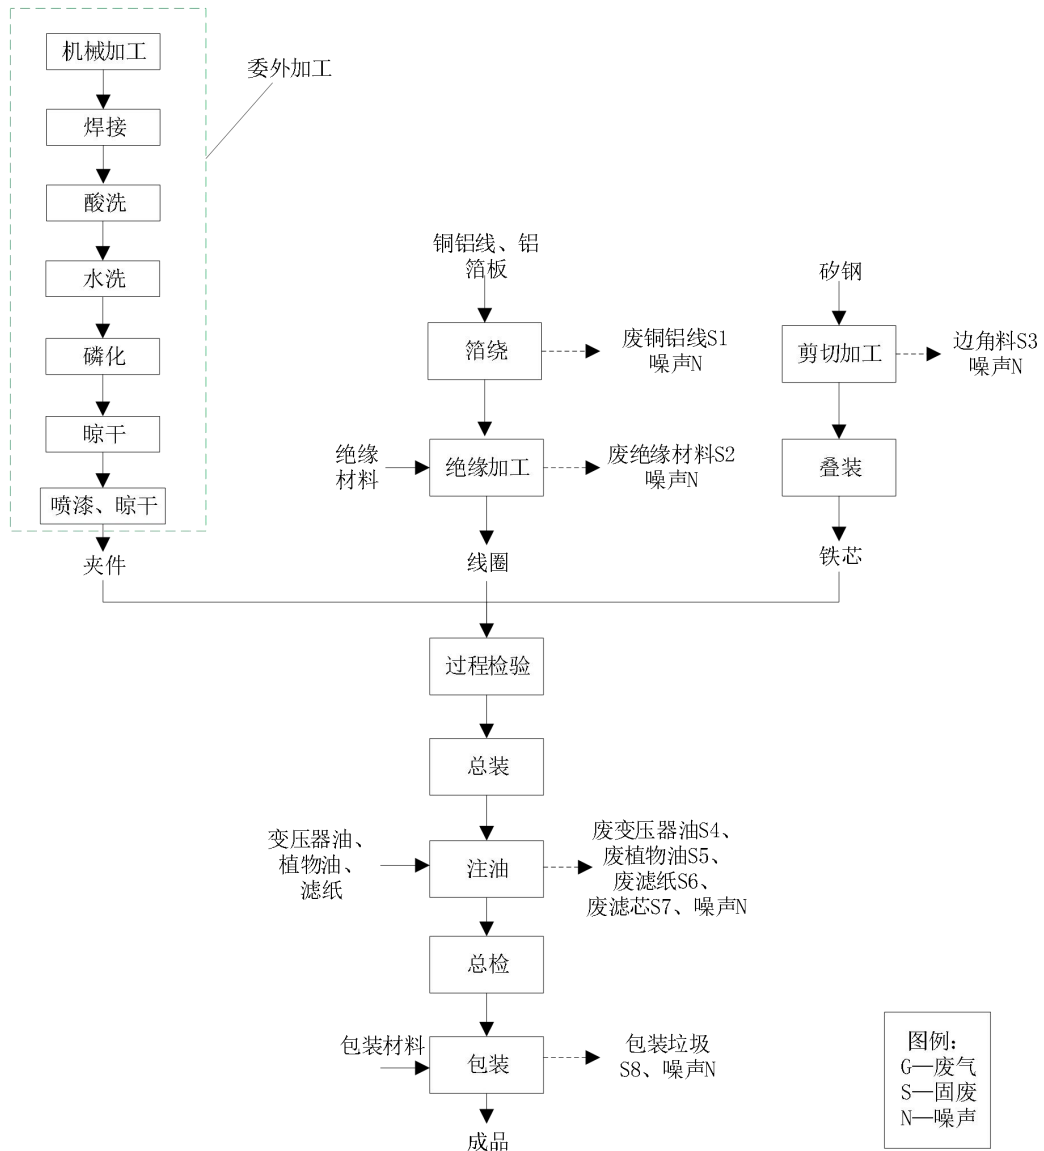 机械加工
委外加工
焊接
酸洗
水洗
磷化
晾干
喷漆、晾干
夹件
铜铝线、铝
箔板
箔绕
废铜铝线S1
噪声N
绝缘
材料
绝缘加工
废绝缘材料S2
噪声N
线圈
矽钢
剪切加工
边角料S3
噪声N
叠装
铁芯
过程检验
总装
变压器油、
植物油、
滤纸
注油
废变压器油S4、
废植物油S5、
废滤纸S6、
废滤芯S7、噪声N
总检
包装材料
包装
包装垃圾
S8、噪声N
成品
图例：
G—废气
S—固废
N—噪声